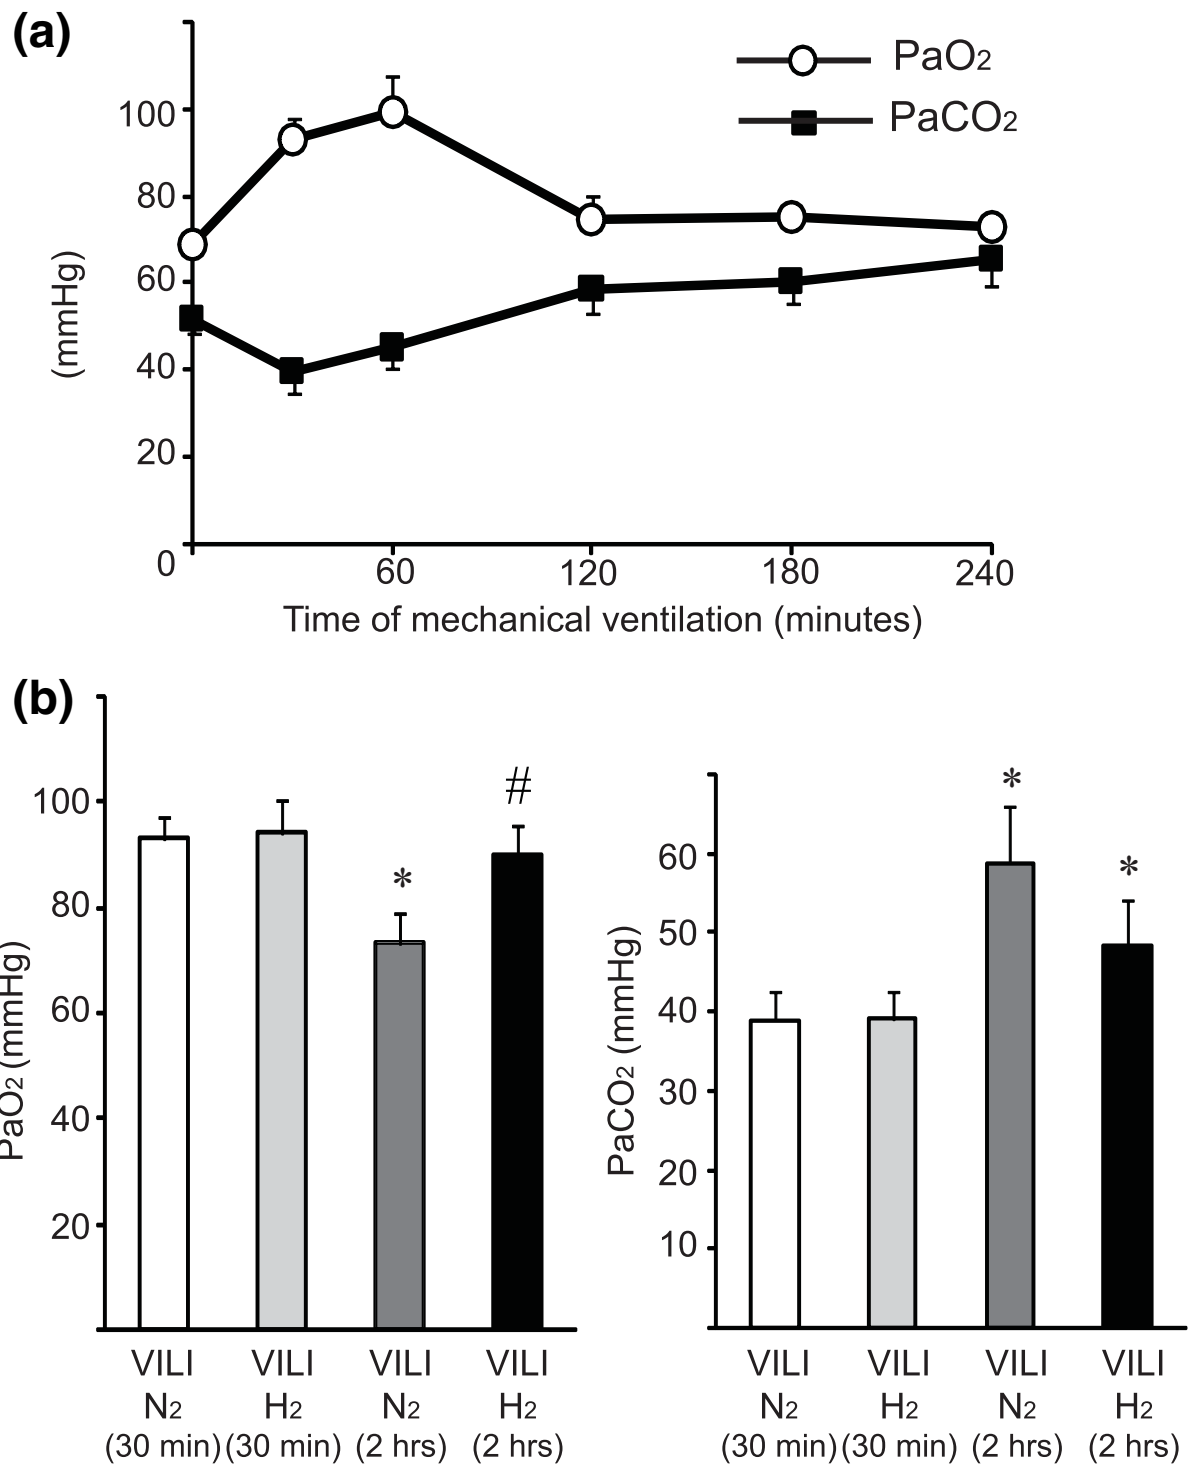 (a)
PaO2
PaCO2
100
80
60
40
20
0
(mmHg)
60 120 180 240
Time of mechanical ventilation (minutes)
(b)
100
80
60
40
20
PaO2 (mmHg)
#
*
VILI VILI VILI VILI
N2 H2 N2 H2
(30 min) (30 min) (2 hrs) (2 hrs)
60
50
40
30
20
10
PaCO2 (mmHg)
*
*
VILI VILI VILI VILI
N2 H2 N2 H2
(30 min) (30 min) (2 hrs) (2 hrs)